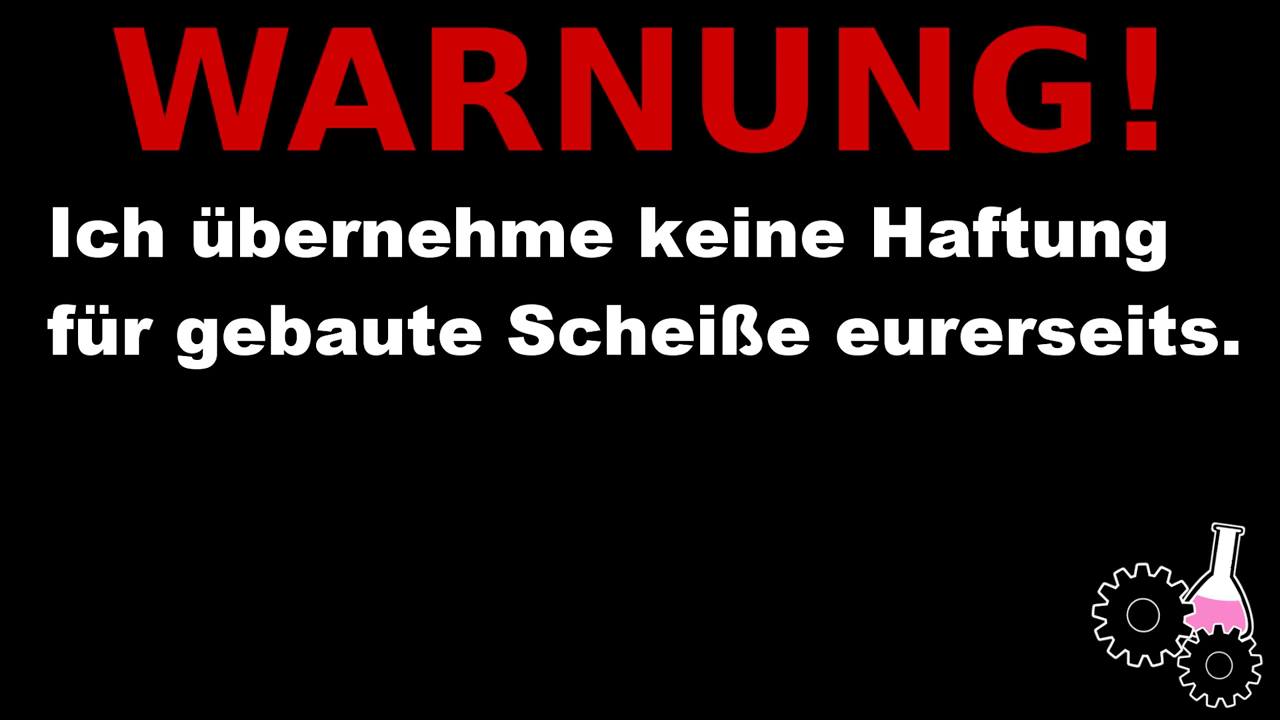 WARNUNG!
Ich übernehme keine Haftung
für gebaute Scheiße eurerseits.